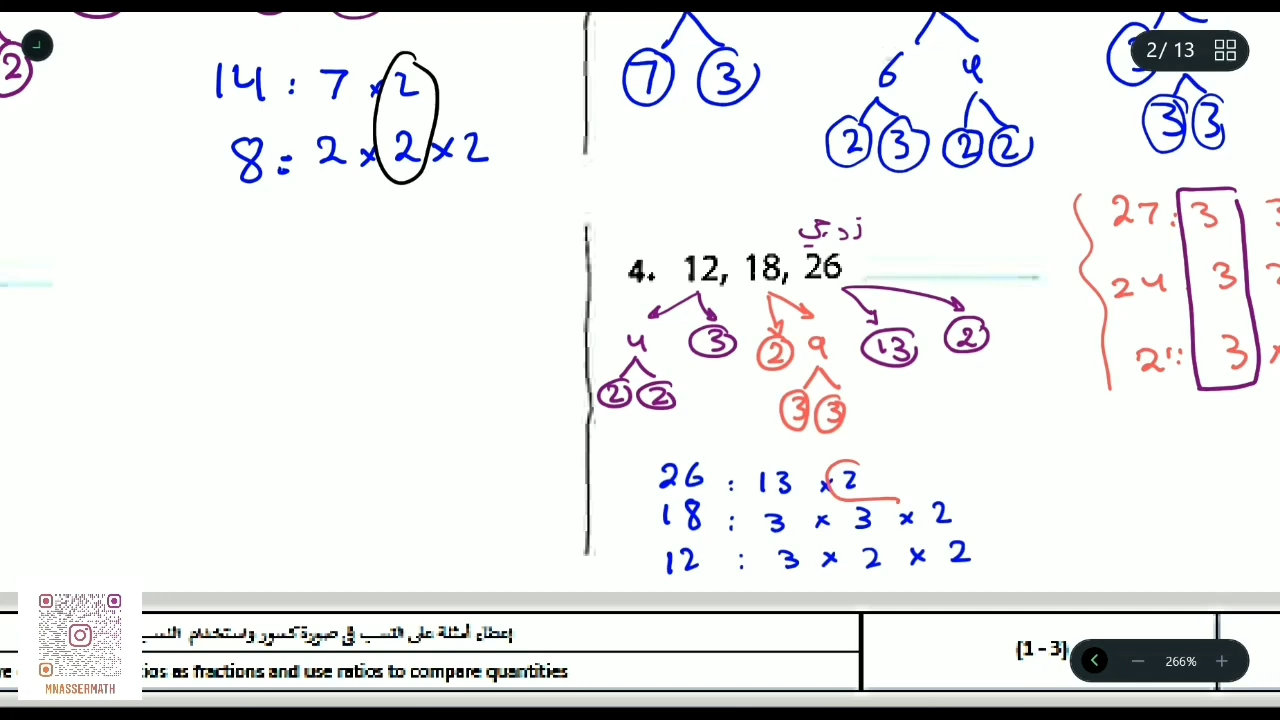 2
14 : 7 × 2
8 : 2 × 2 × 2
7 3
6 4
2 3 2 2
3 3
2 / 13
زوجي
4. 12, 18, 26
4 3 2 9 13 2
2 2 3 3
27 : 3
24 3
3 ×
26 : 13 × 2
18 : 3 × 3 × 2
12 : 3 × 2 × 2
إعطاء أمثلة على النسب في صورة كسور واستخدام
ios as fractions and use ratios to compare quantities
(1 - 3)
266%
MNASSERMATH